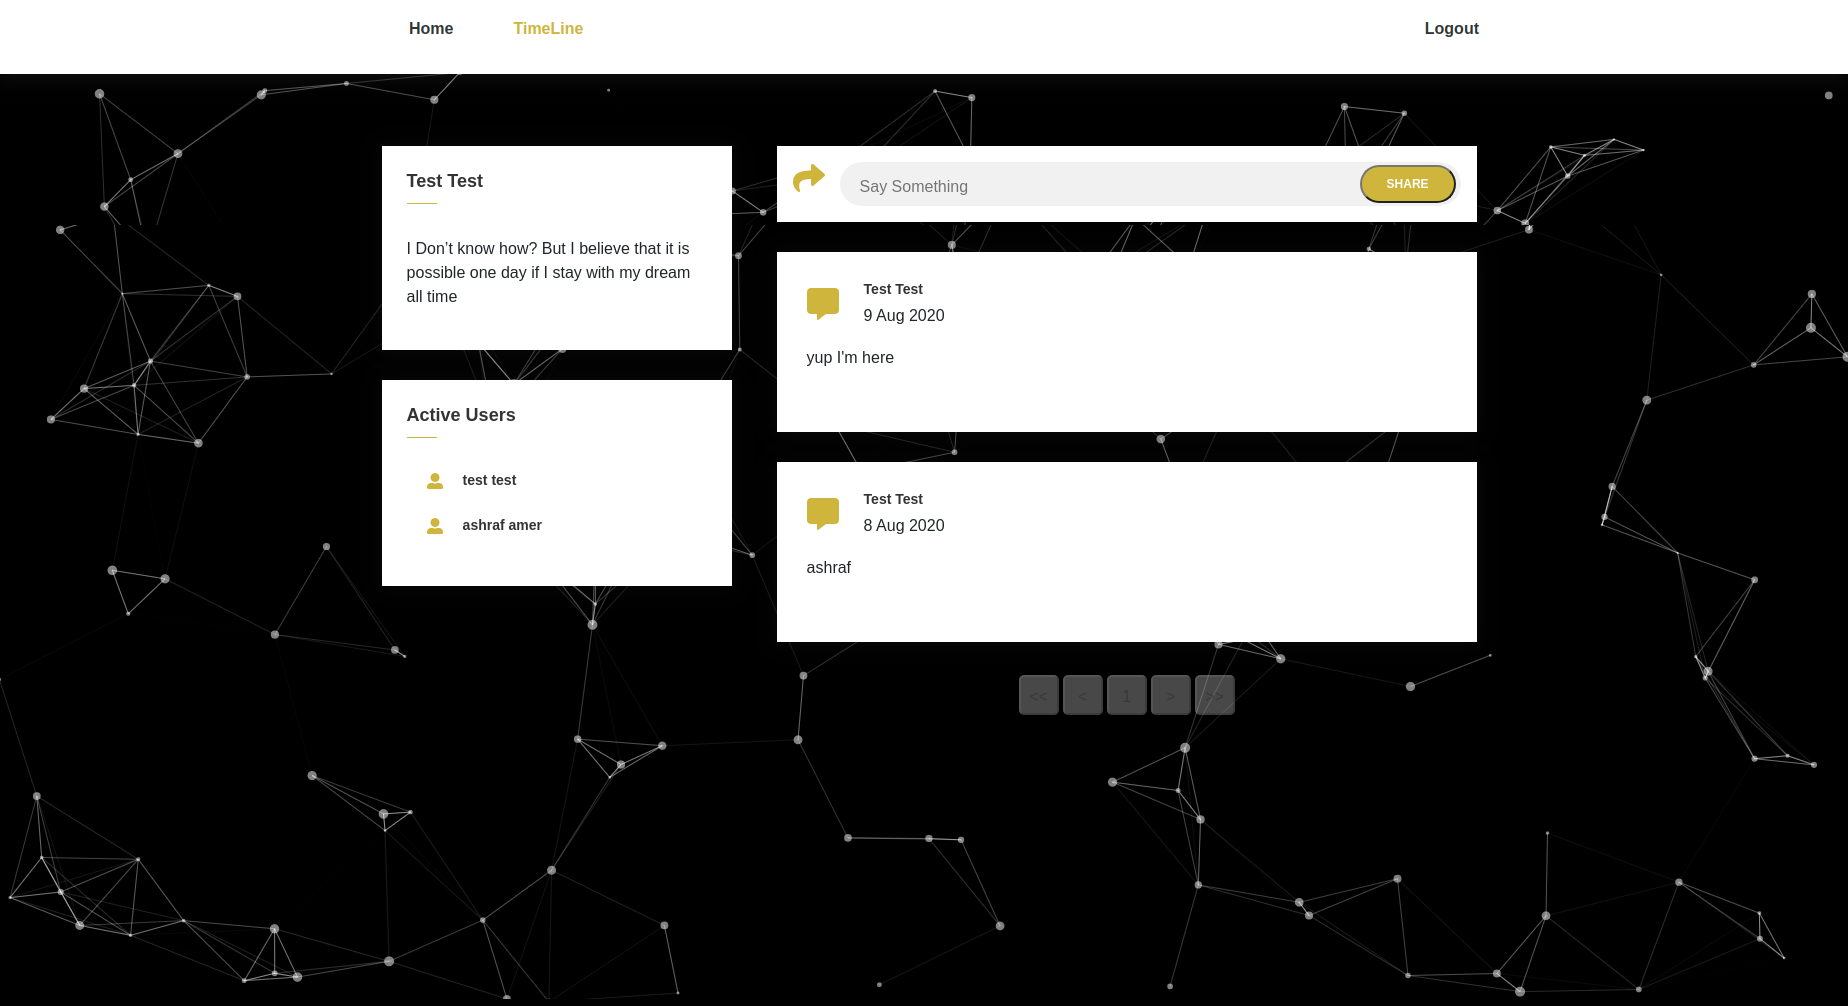 Home TimeLine Logout
Test Test
I Don’t know how? But I believe that it is
possible one day if I stay with my dream
all time
Active Users
test test
ashraf amer
Say Something SHARE
Test Test
9 Aug 2020
yup I'm here
Test Test
8 Aug 2020
ashraf
<< < 1 > >>